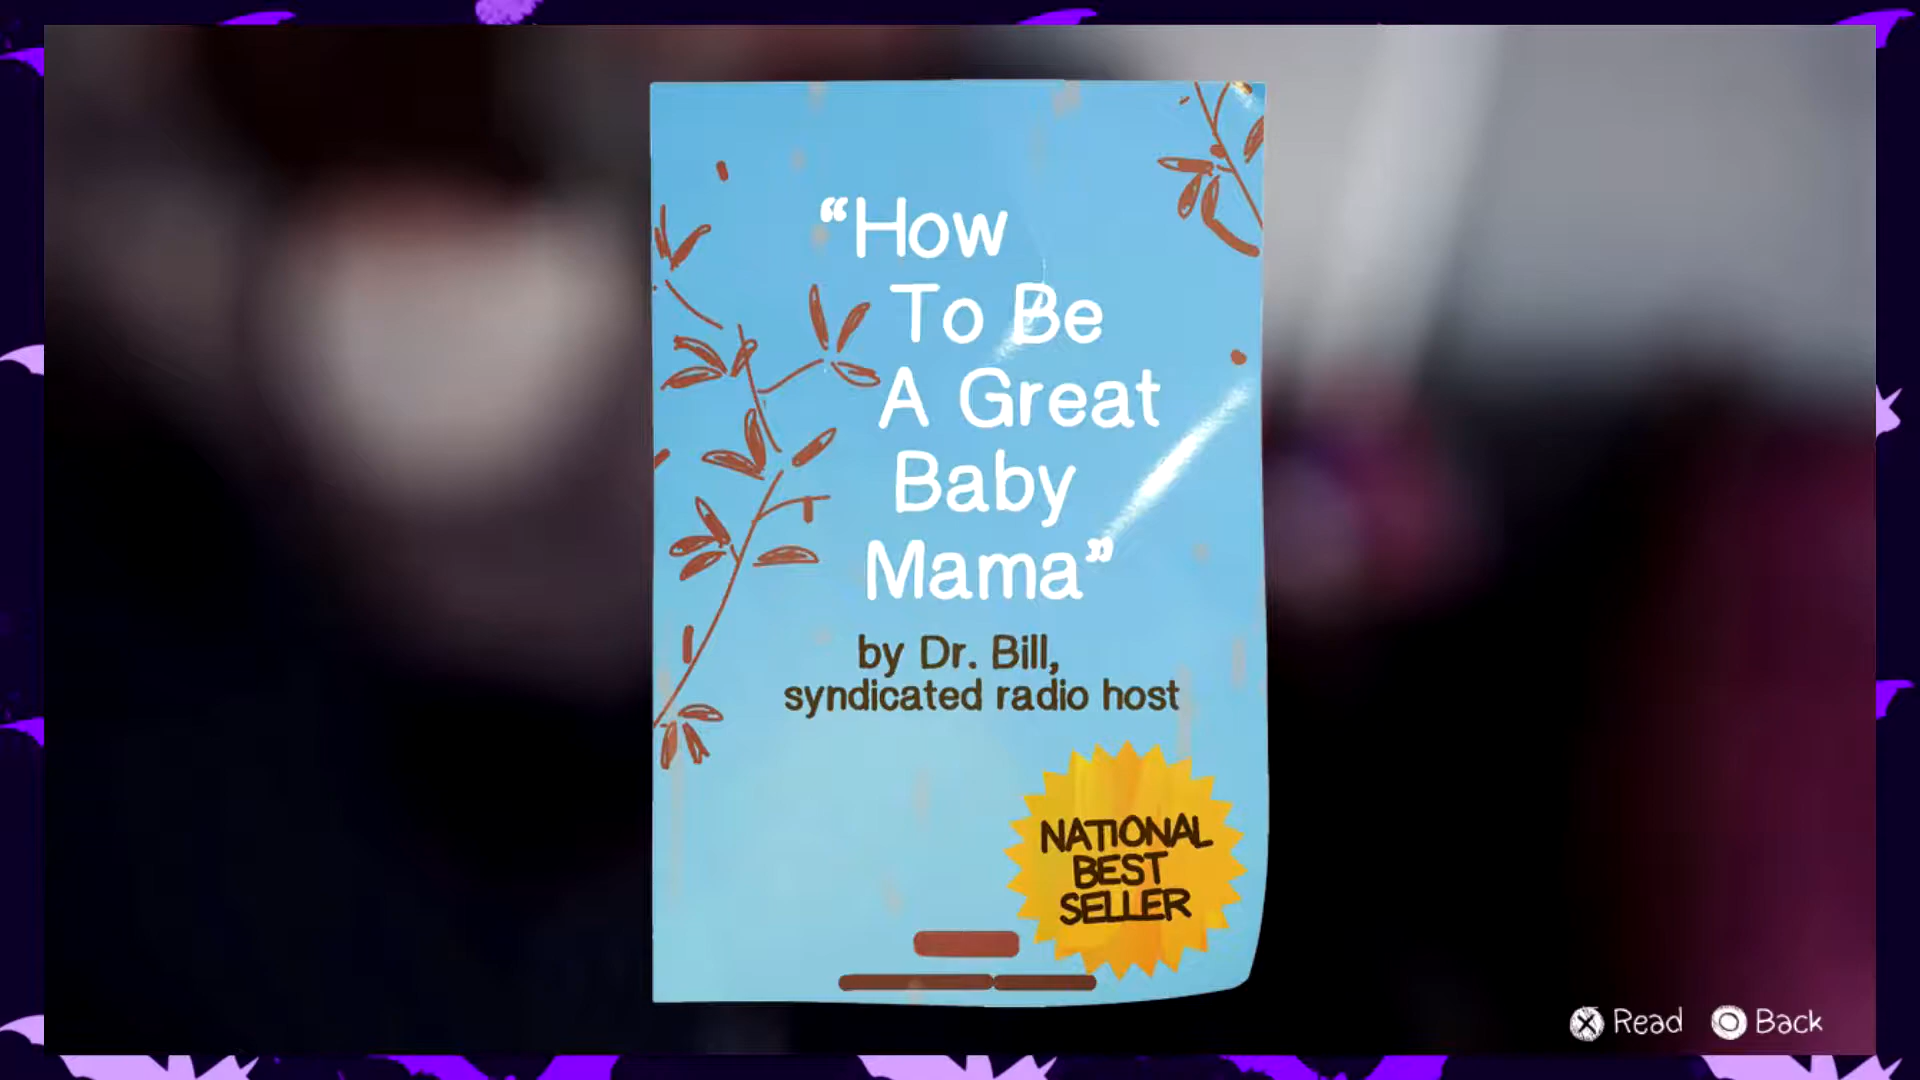 “How
To Be
A Great
Baby
Mama”
by Dr. Bill,
syndicated radio host
NATIONAL
BEST
SELLER
Read Back